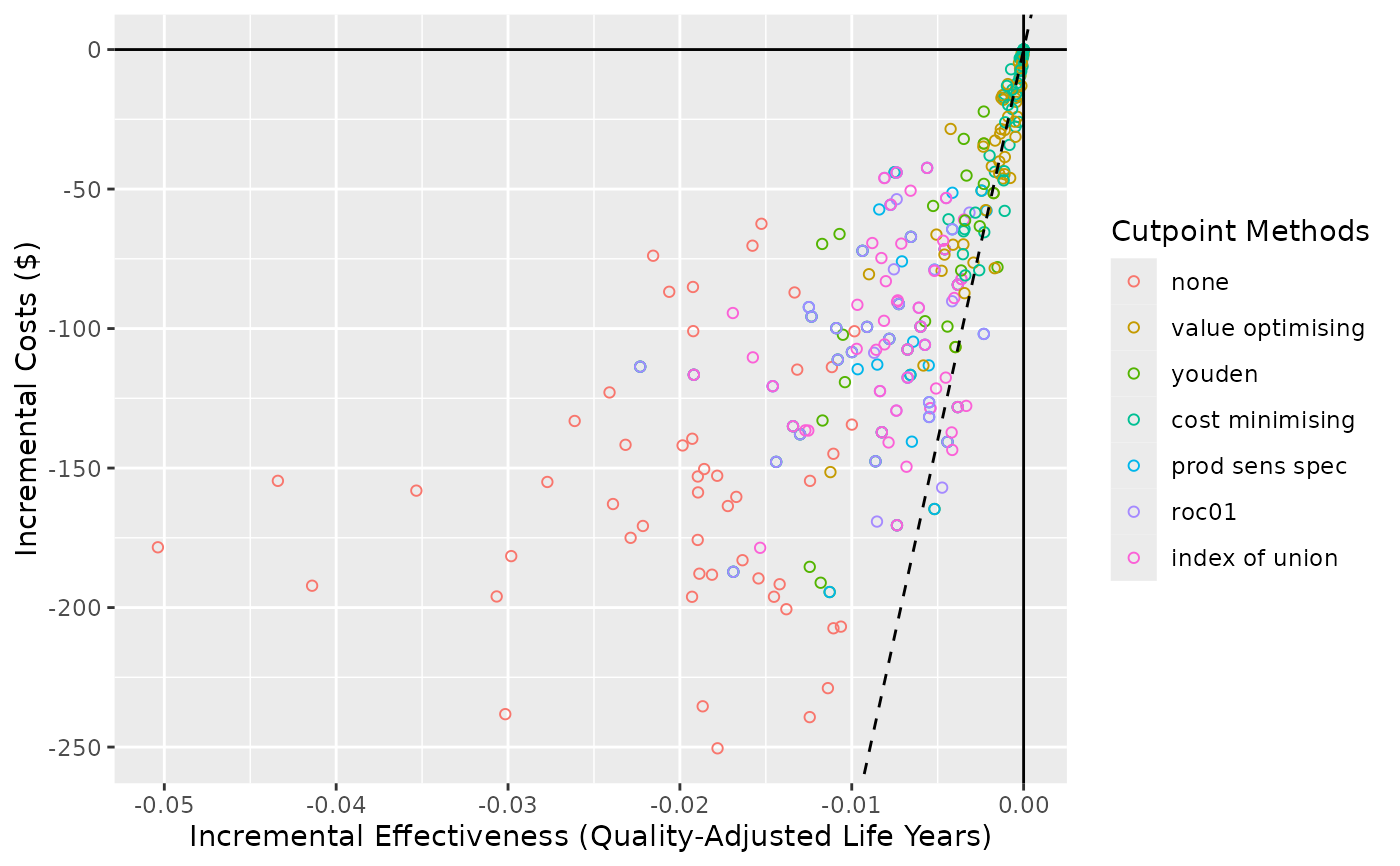 0
-50
-100
-150
-200
-250
Incremental Costs ($)
-0.05
-0.04
-0.03
-0.02
-0.01
0.00
Incremental Effectiveness (Quality-Adjusted Life Years)
Cutpoint Methods
none
value optimising
youden
cost minimising
prod sens spec
roc01
index of union